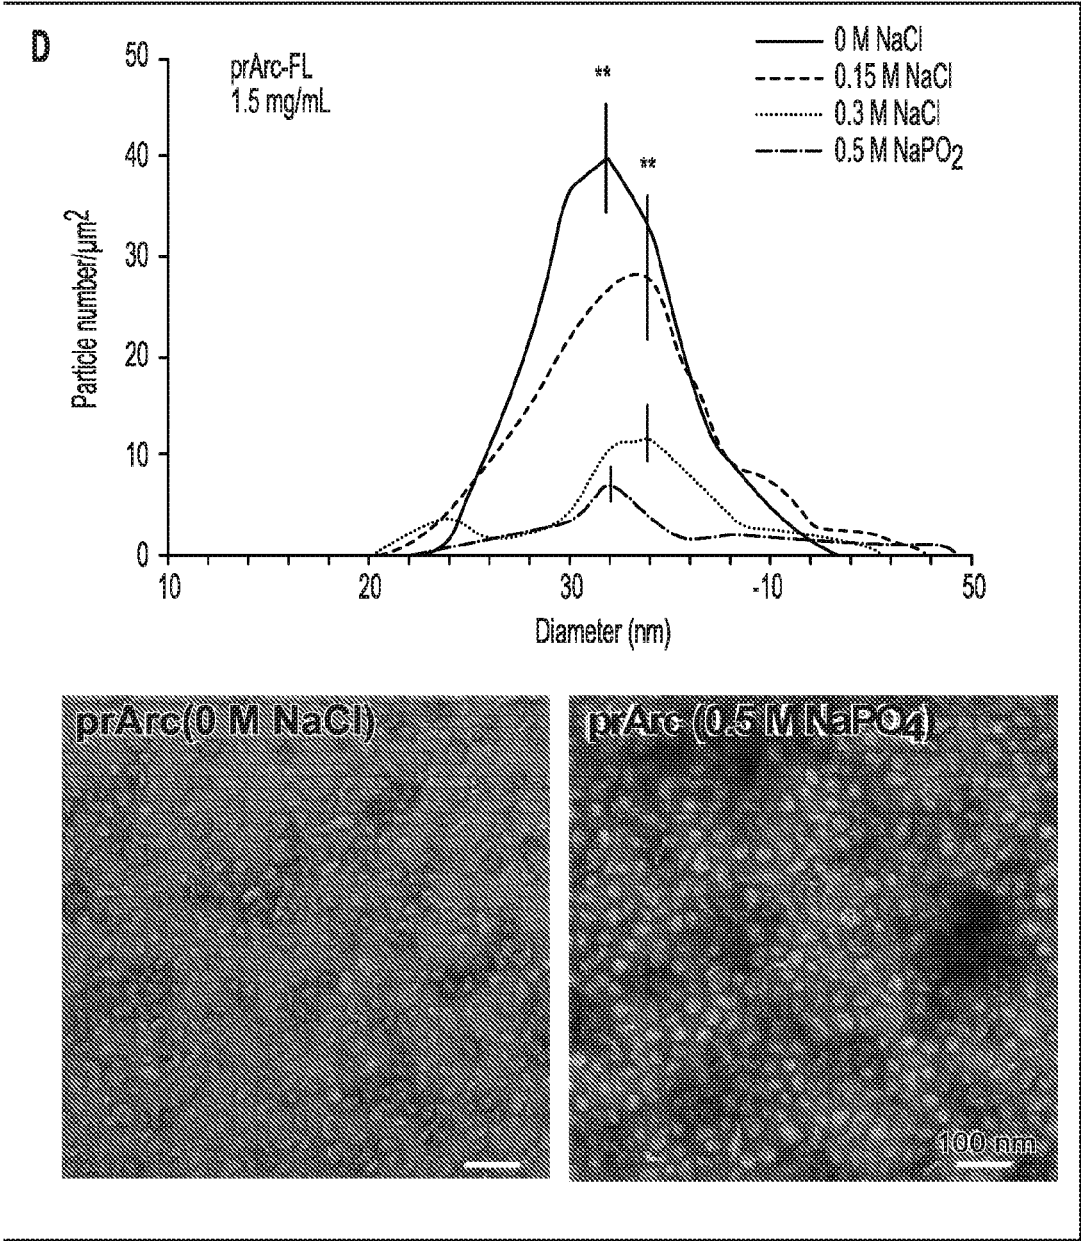 D
prArc-FL
1.5 mg/mL
**
**
0 M NaCl
0.15 M NaCl
0.3 M NaCl
0.5 M NaPO2
Particle number/µm2
50
40
30
20
10
0
10 20 30 -10 50
Diameter (nm)
prArc(0 M NaCl)
prArc (0.5 M NaPO4)
100 nm